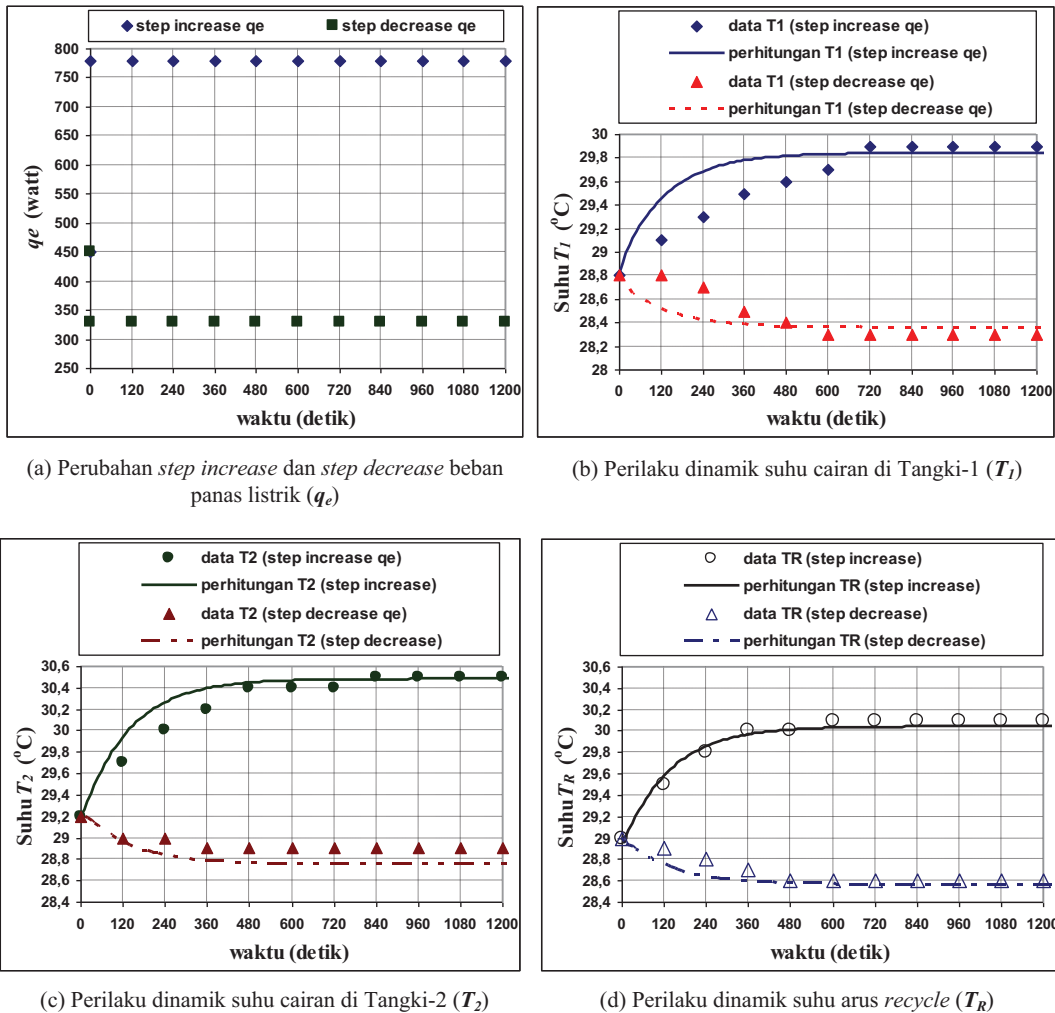 step increase qe
step decrease qe
800
750
700
650
600
550
500
450
400
350
300
250
qe (watt)
0 120 240 360 480 600 720 840 960 1080 1200
waktu (detik)
(a) Perubahan step increase dan step decrease beban
panas listrik (qe)
data T1 (step increase qe)
perhitungan T1 (step increase qe)
data T1 (step decrease qe)
perhitungan T1 (step decrease qe)
30
29,8
29,6
29,4
29,2
29
28,8
28,6
28,4
28,2
28
Suhu T1 (oC)
0 120 240 360 480 600 720 840 960 1080 1200
waktu (detik)
(b) Perilaku dinamik suhu cairan di Tangki-1 (T1)
data T2 (step increase qe)
perhitungan T2 (step increase)
data T2 (step decrease qe)
perhitungan T2 (step decrease)
30,6
30,4
30,2
30
29,8
29,6
29,4
29,2
29
28,8
28,6
28,4
Suhu T2 (oC)
0 120 240 360 480 600 720 840 960 1080 1200
waktu (detik)
(c) Perilaku dinamik suhu cairan di Tangki-2 (T2)
data TR (step increase)
perhitungan TR (step increase)
data TR (step decrease)
perhitungan TR (step decrease)
30,6
30,4
30,2
30
29,8
29,6
29,4
29,2
29
28,8
28,6
28,4
Suhu TR (oC)
0 120 240 360 480 600 720 840 960 1080 1200
waktu (detik)
(d) Perilaku dinamik suhu arus recycle (TR)